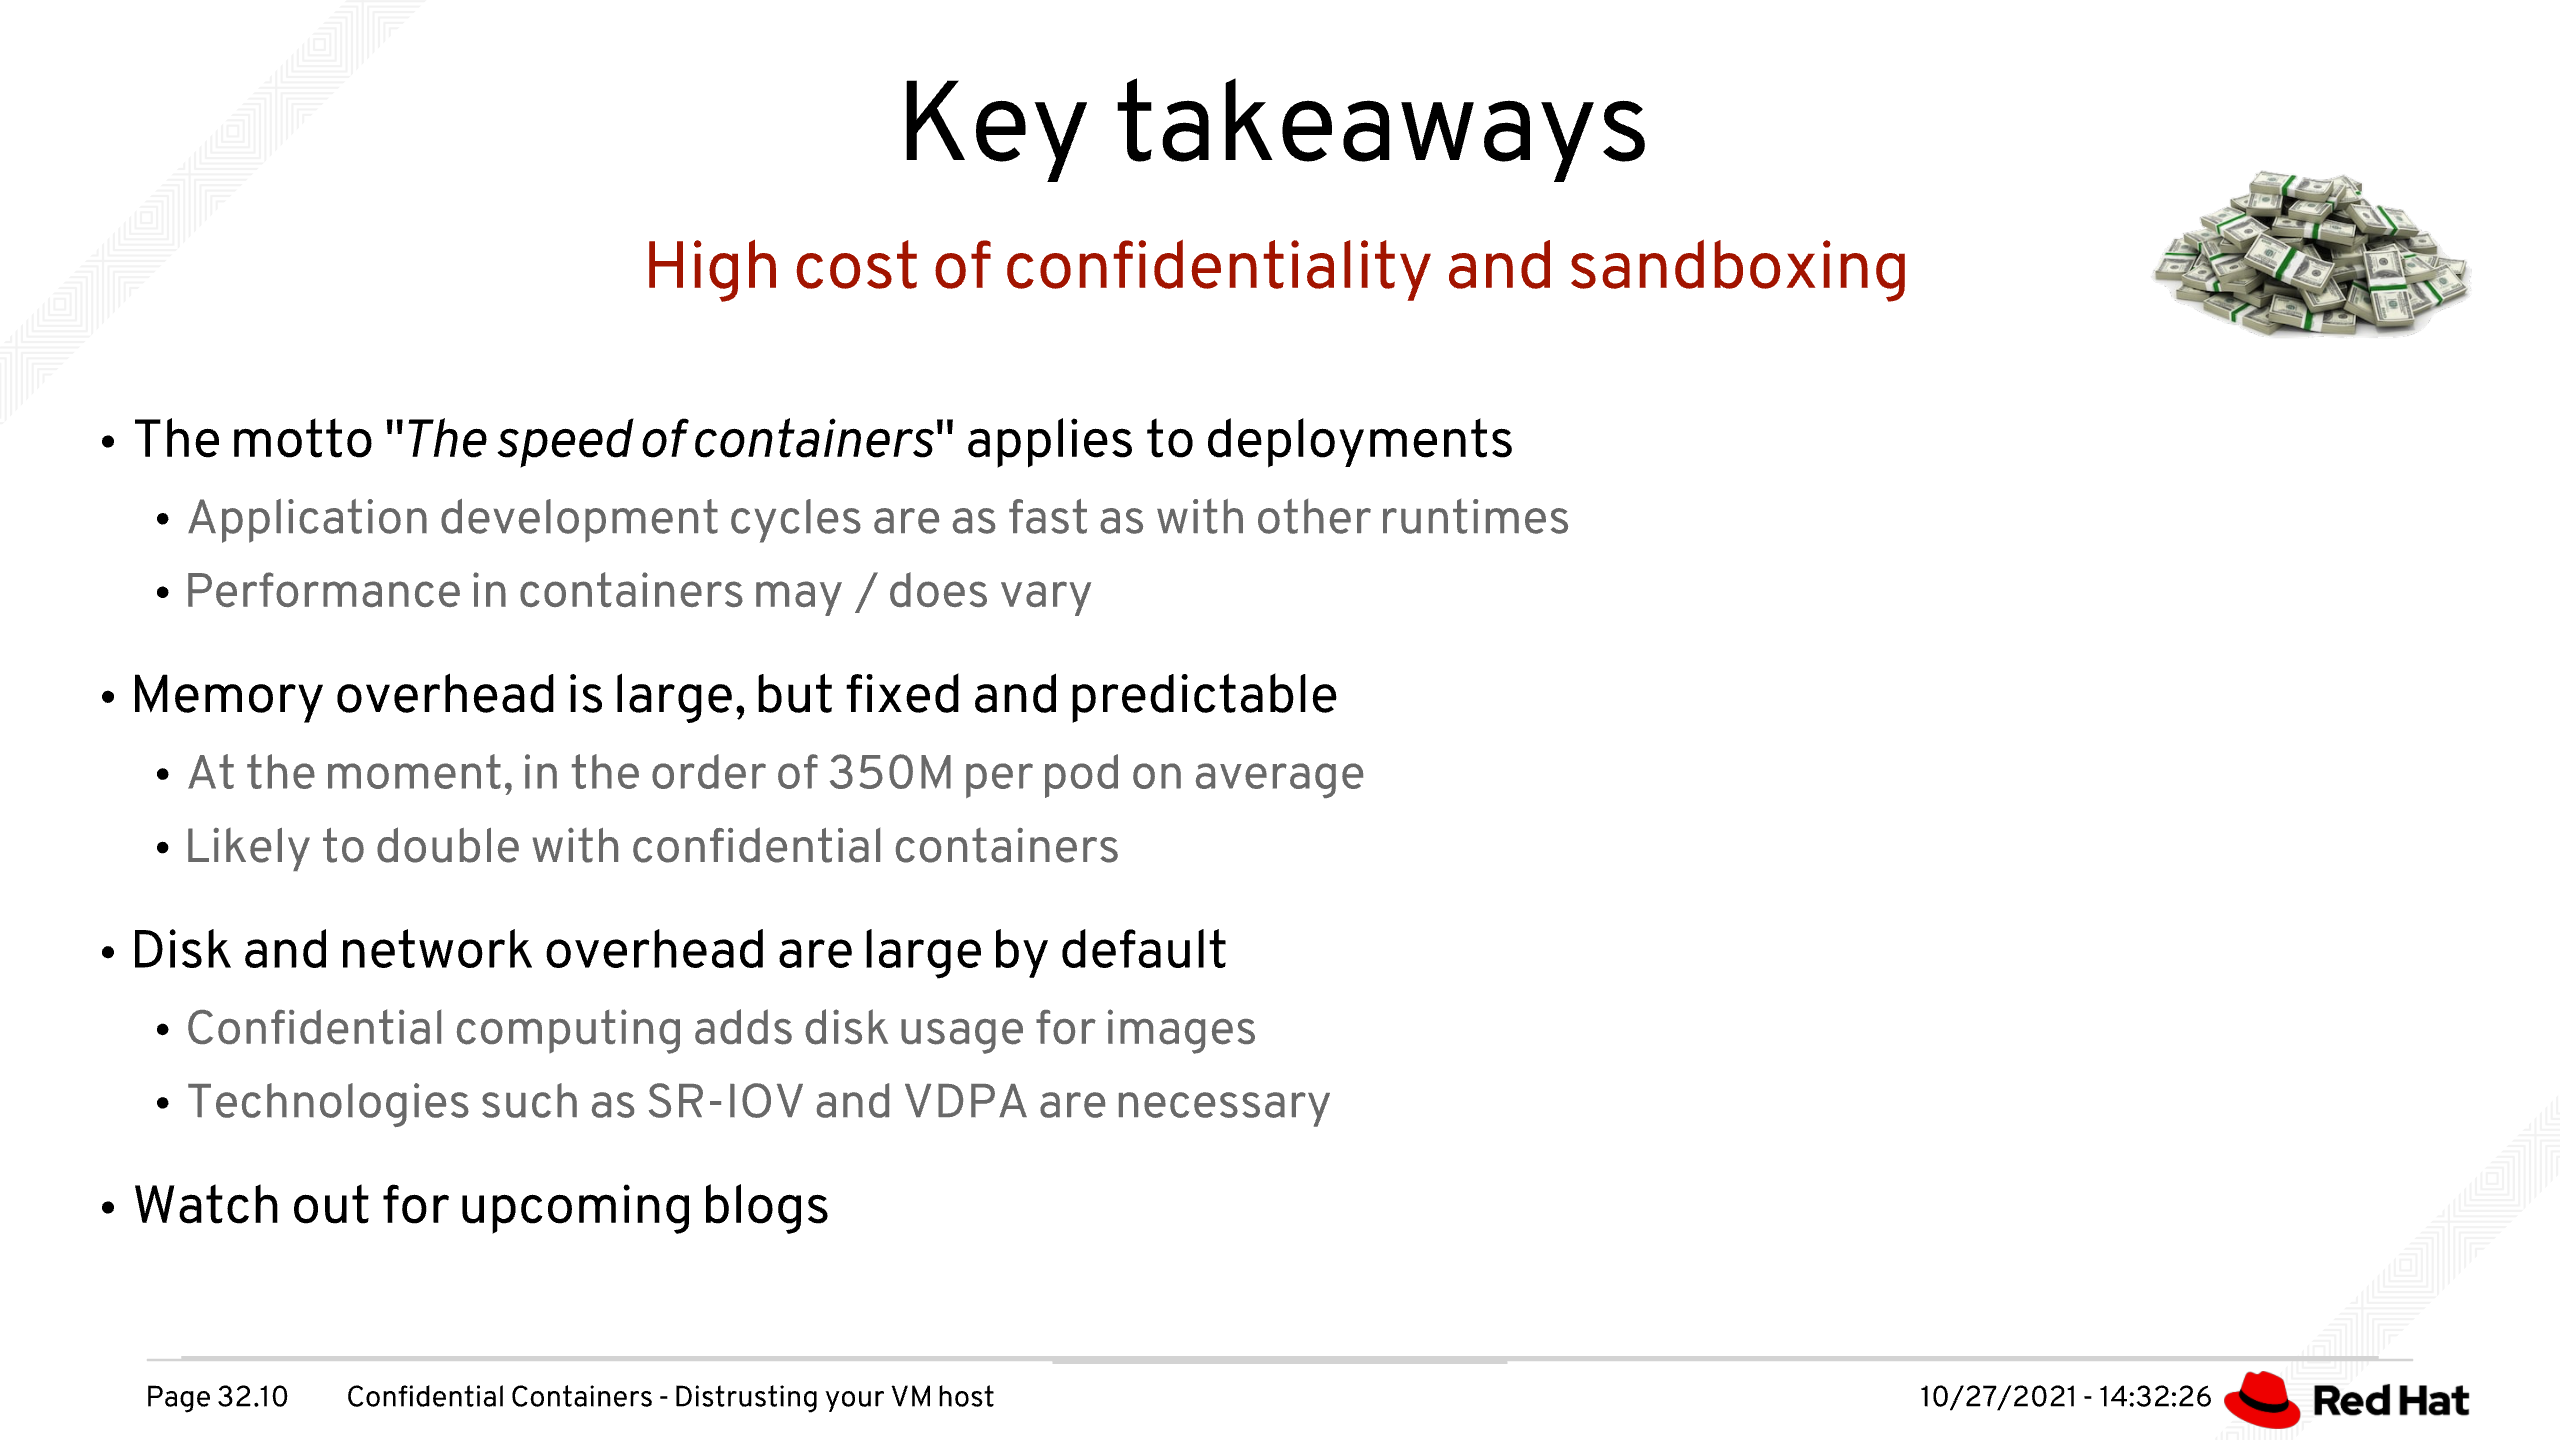 Key takeaways
High cost of confidentiality and sandboxing
• The motto "The speed of containers" applies to deployments
• Application development cycles are as fast as with other runtimes
• Performance in containers may / does vary
• Memory overhead is large, but fixed and predictable
• At the moment, in the order of 350M per pod on average
• Likely to double with confidential containers
• Disk and network overhead are large by default
• Confidential computing adds disk usage for images
• Technologies such as SR-IOV and VDPA are necessary
• Watch out for upcoming blogs
Page 32.10 Confidential Containers - Distrusting your VM host 10/27/2021 - 14:32:26 Red Hat